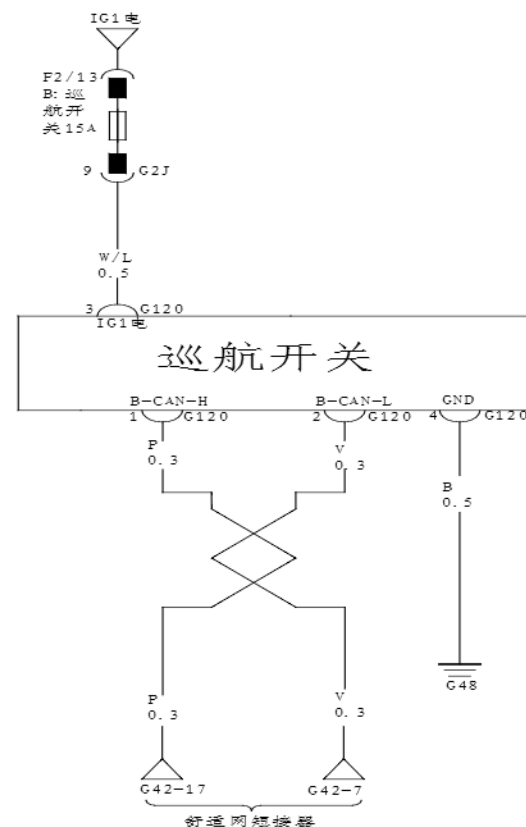 IG1电
F2/13
B: 巡
航开
关15A
9 G2J
W/L
0.5
3 G120
IG1电
巡航开关
B-CAN-H B-CAN-L GND
1 G120 2 G120 4 G120
P V
0.3 0.3
B
0.5
G48
P V
0.3 0.3
G42-17 G42-7
舒适网短接器